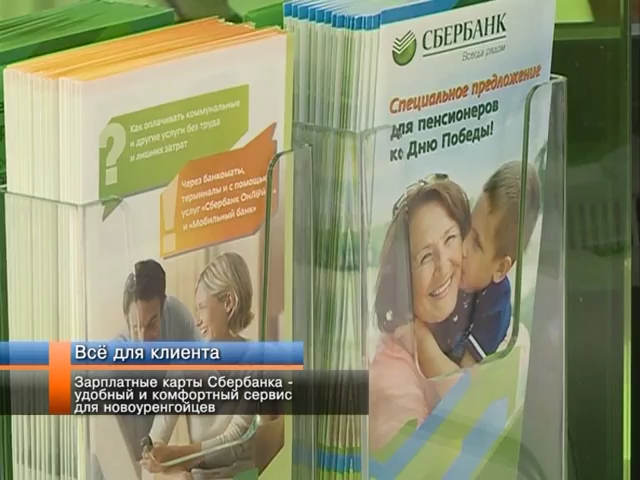 Как оплачивать коммунальные
и другие услуги без труда
и лишних затрат
Через банкоматы,
терминалы и с помощью
услуг «Сбербанк ОнЛ@йн»
и «Мобильный банк»
СБЕРБАНК
Всегда рядом
Специальное предложение
для пенсионеров
ко Дню Победы!
Всё для клиента
Зарплатные карты Сбербанка -
удобный и комфортный сервис
для новоуренгойцев